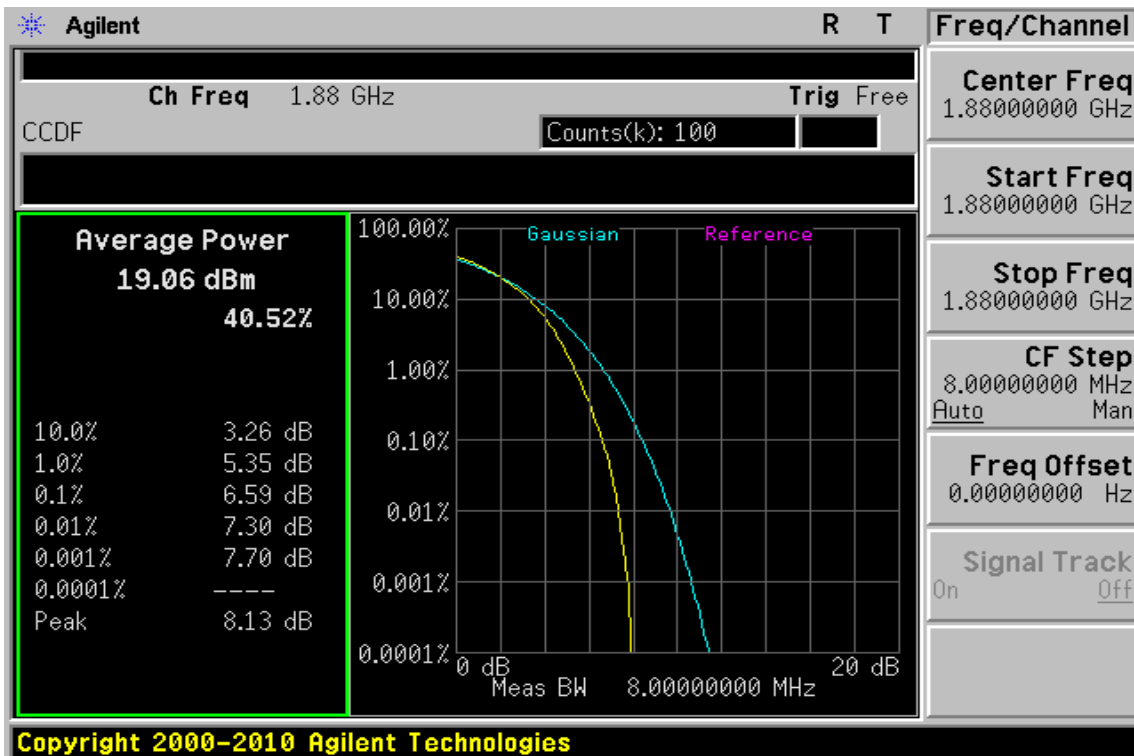 Agilent R T
Ch Freq 1.88 GHz Trig Free
CCDF Counts(k): 100
Average Power
19.06 dBm
40.52%
10.0% 3.26 dB
1.0% 5.35 dB
0.1% 6.59 dB
0.01% 7.30 dB
0.001% 7.70 dB
0.0001% ----
Peak 8.13 dB
Gaussian Reference
100.00%
10.00%
1.00%
0.10%
0.01%
0.001%
0.0001%
0 dB 20 dB
Meas BW 8.00000000 MHz
Freq/Channel
Center Freq
1.88000000 GHz
Start Freq
1.88000000 GHz
Stop Freq
1.88000000 GHz
CF Step
8.00000000 MHz
Auto Man
Freq Offset
0.00000000 Hz
Signal Track
On Off
Copyright 2000-2010 Agilent Technologies